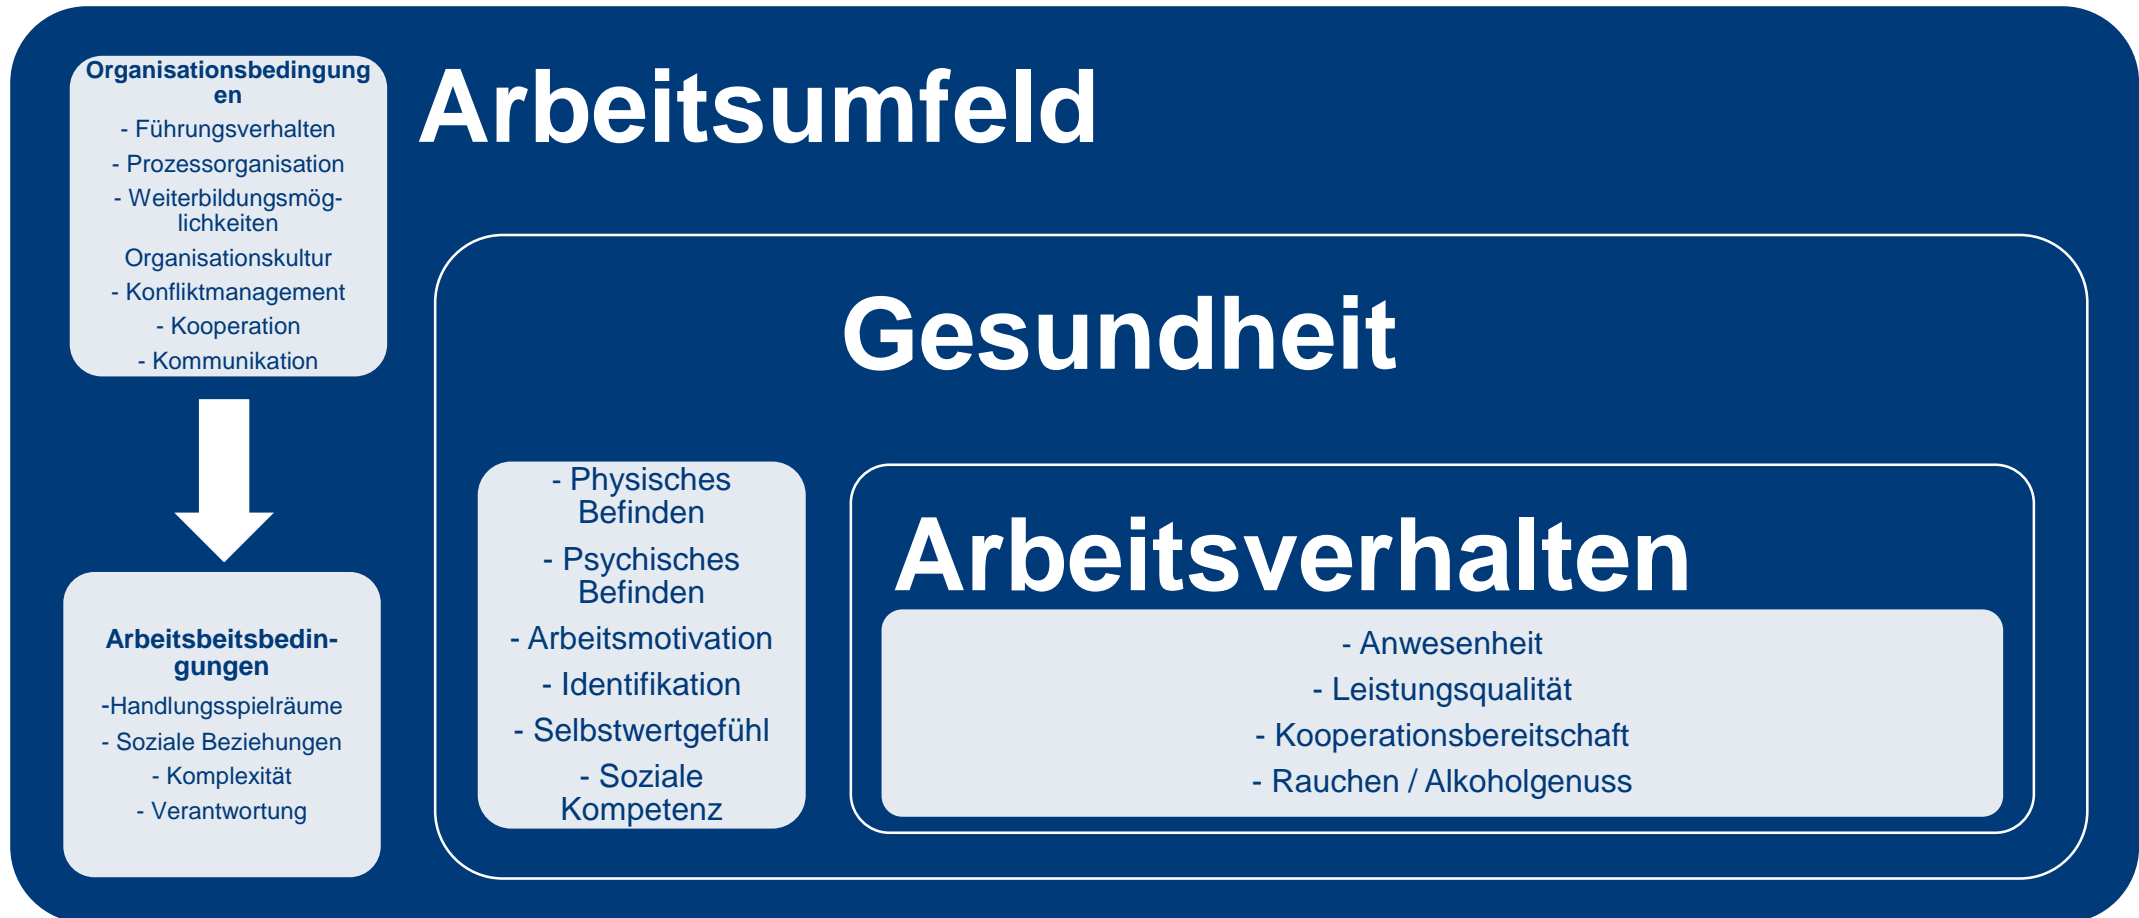 Organisationsbedingung
en
- Führungsverhalten
- Prozessorganisation
- Weiterbildungsmög-
lichkeiten
Organisationskultur
- Konfliktmanagement
- Kooperation
- Kommunikation
Arbeitsbeitsbedin-
gungen
-Handlungsspielräume
- Soziale Beziehungen
- Komplexität
- Verantwortung
Arbeitsumfeld
Gesundheit
- Physisches
Befinden
- Psychisches
Befinden
- Arbeitsmotivation
- Identifikation
- Selbstwertgefühl
- Soziale
Kompetenz
Arbeitsverhalten
- Anwesenheit
- Leistungsqualität
- Kooperationsbereitschaft
- Rauchen / Alkoholgenuss